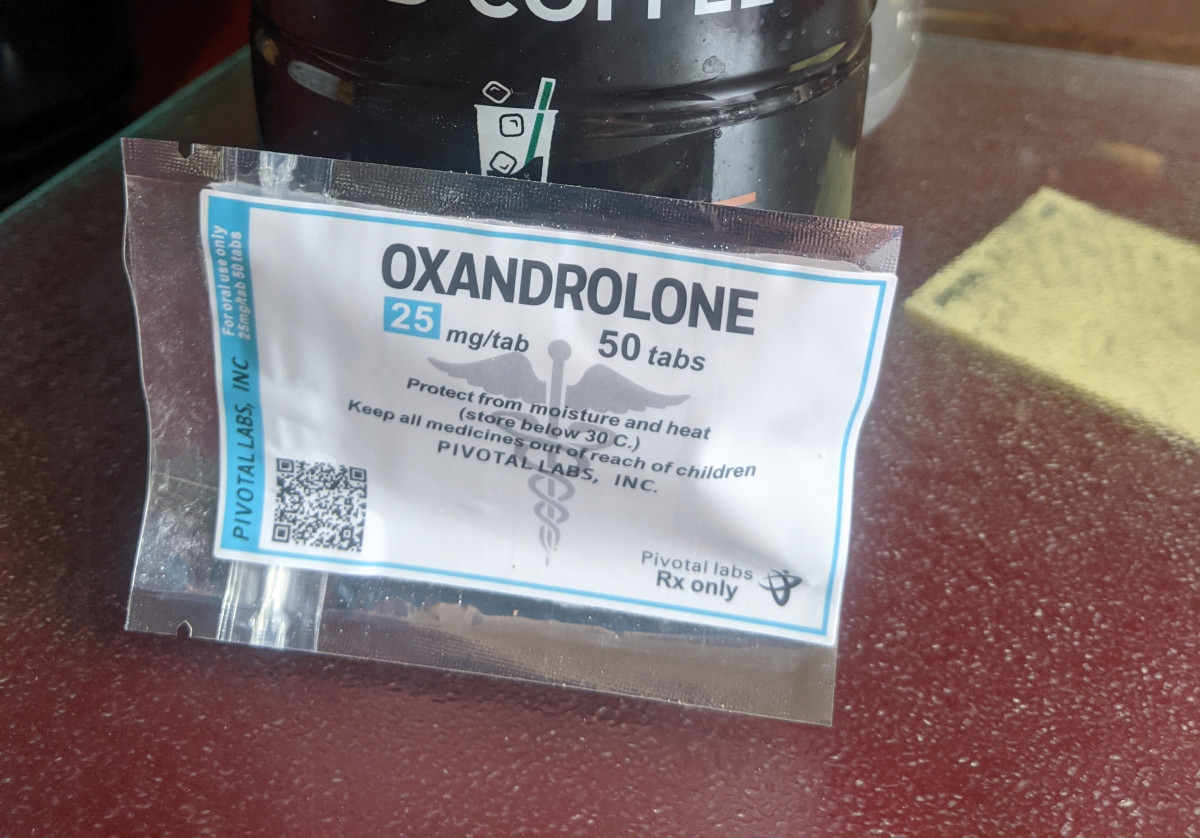 COFFEE
OXANDROLONE
25 mg/tab 50 tabs
Protect from moisture and heat
(store below 30 C.)
Keep all medicines out of reach of children
PIVOTAL LABS, INC.
Pivotal labs
Rx only
PIVOTAL LABS, INC
For oral use only
25mg/tab 50 tabs